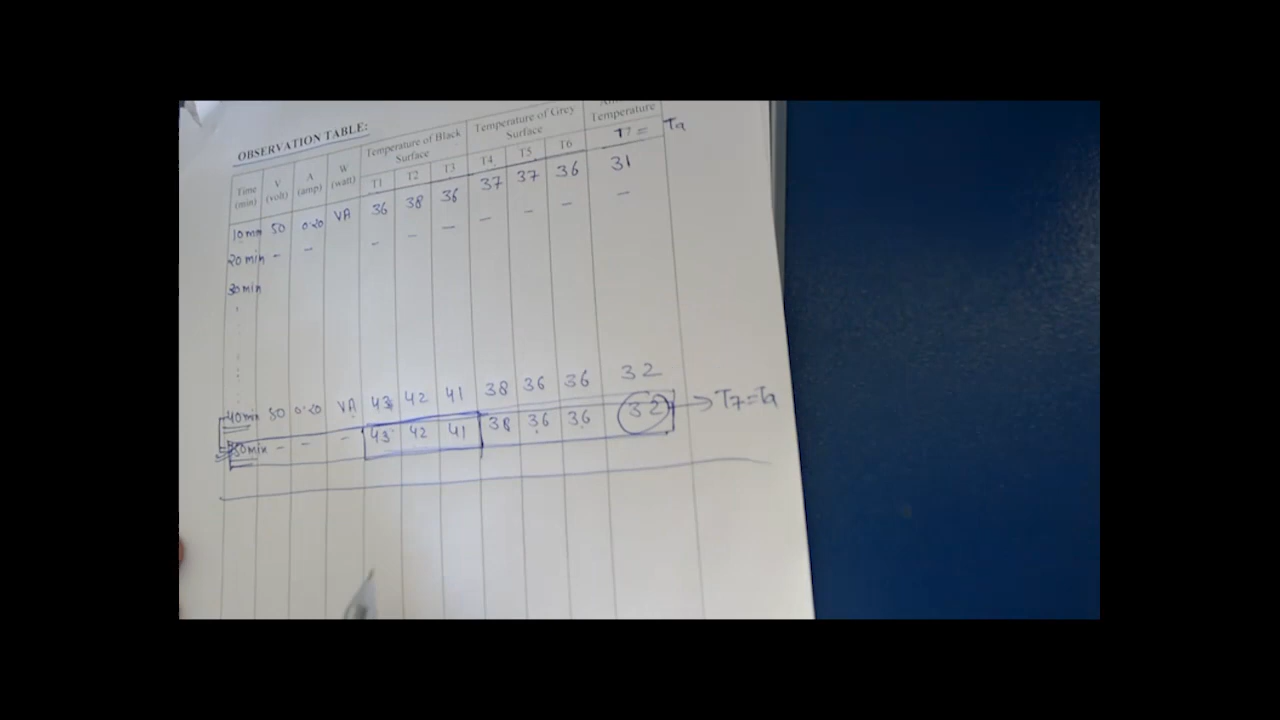 OBSERVATION TABLE:
Time (min) V (volt) A (amp) W (watt) Temperature of Black Surface Temperature of Grey Surface Temperature
T1 T2 T3 T4 T5 T6 T7 = Ta
10 min 50 0.20 VA 36 38 36 37 37 36 31
20 min - - - - - - - - -
30 min
40 min 50 0.20 VA 43 42 41 38 36 36 32
50 min - - - 43 42 41 38 36 36 32 → T7=Ta